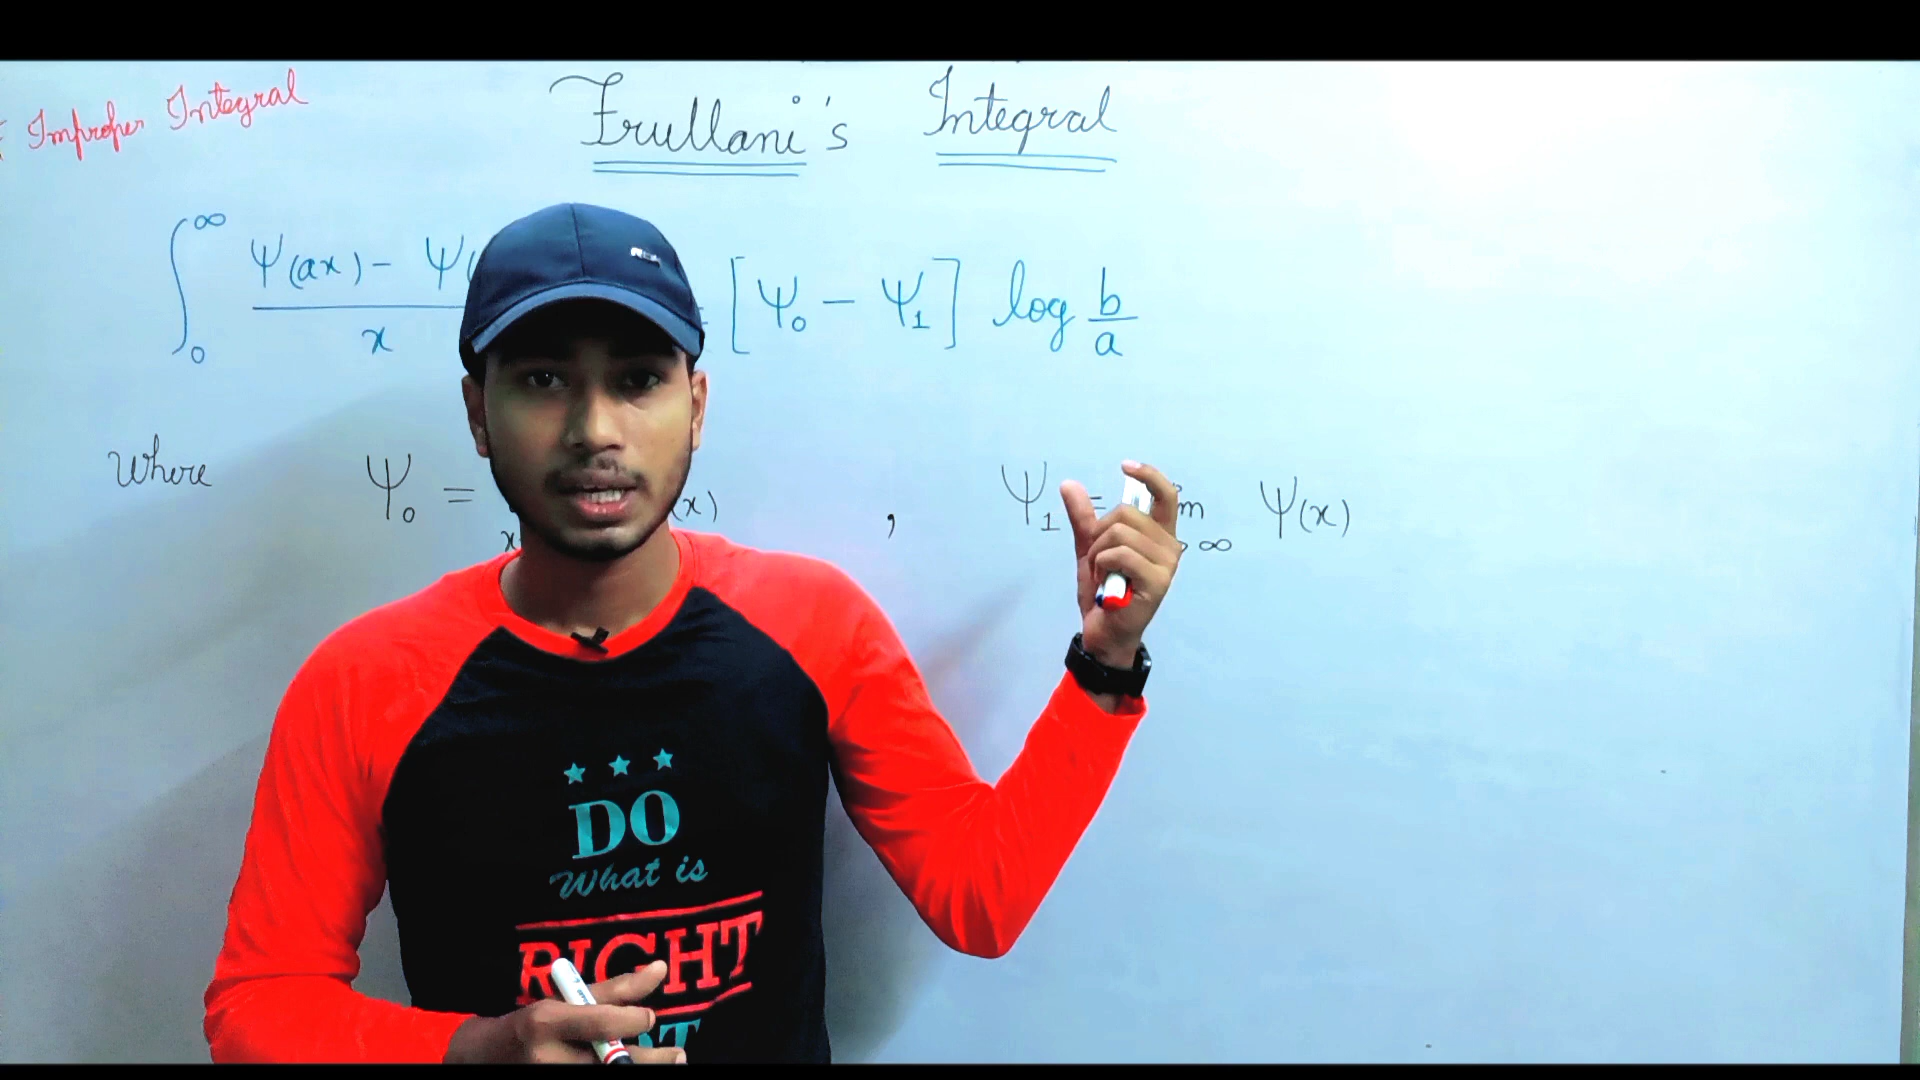 Improper Integral
Frullani's Integral
∫₀^∞ Ψ(ax) - Ψ( / x = [Ψ₀ - Ψ₁] log b/a
Where Ψ₀ = x (x) , Ψ₁ = m ∞ Ψ(x)
DO
What is
RIGHT